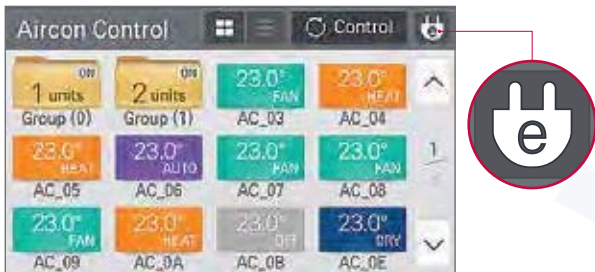 Aircon Control
Control
e
e
ON
ON
23.0°
23.0°
1 units
2 units
FAN
HEAT
Group (0)
Group (1)
AC_03
AC_04
23.0°
23.0°
23.0°
23.0°
1
HEAT
AUTO
FAN
FAN
AC_05
AC_06
AC_07
AC_08
23.0°
23.0°
23.0°
23.0°
FAN
HEAT
OFF
DRY
AC_09
AC_0A
AC_0B
AC_0E